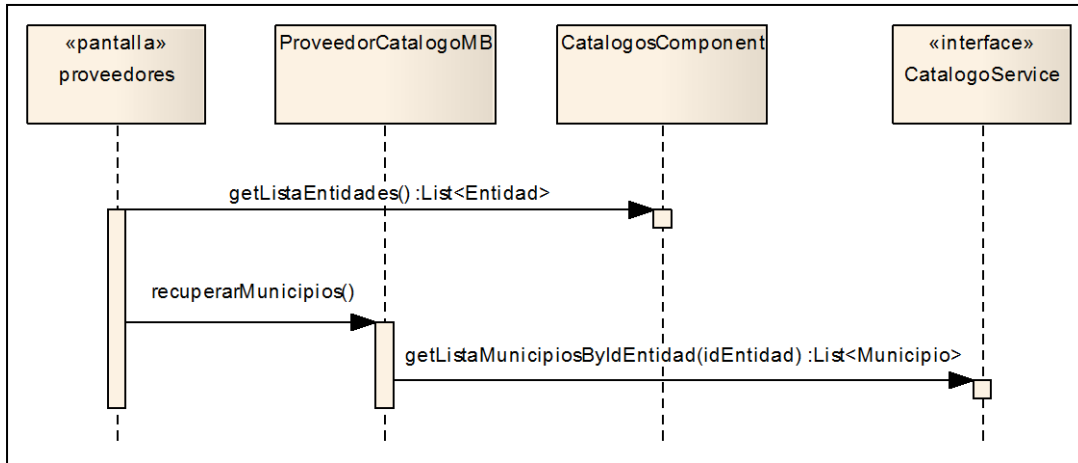 «pantalla»
proveedores
ProveedorCatalogoMB
CatalogosComponent
«interface»
CatalogoService
getListaEntidades() :List<Entidad>
recuperarMunicipios()
getListaMunicipiosByIdEntidad(idEntidad) :List<Municipio>